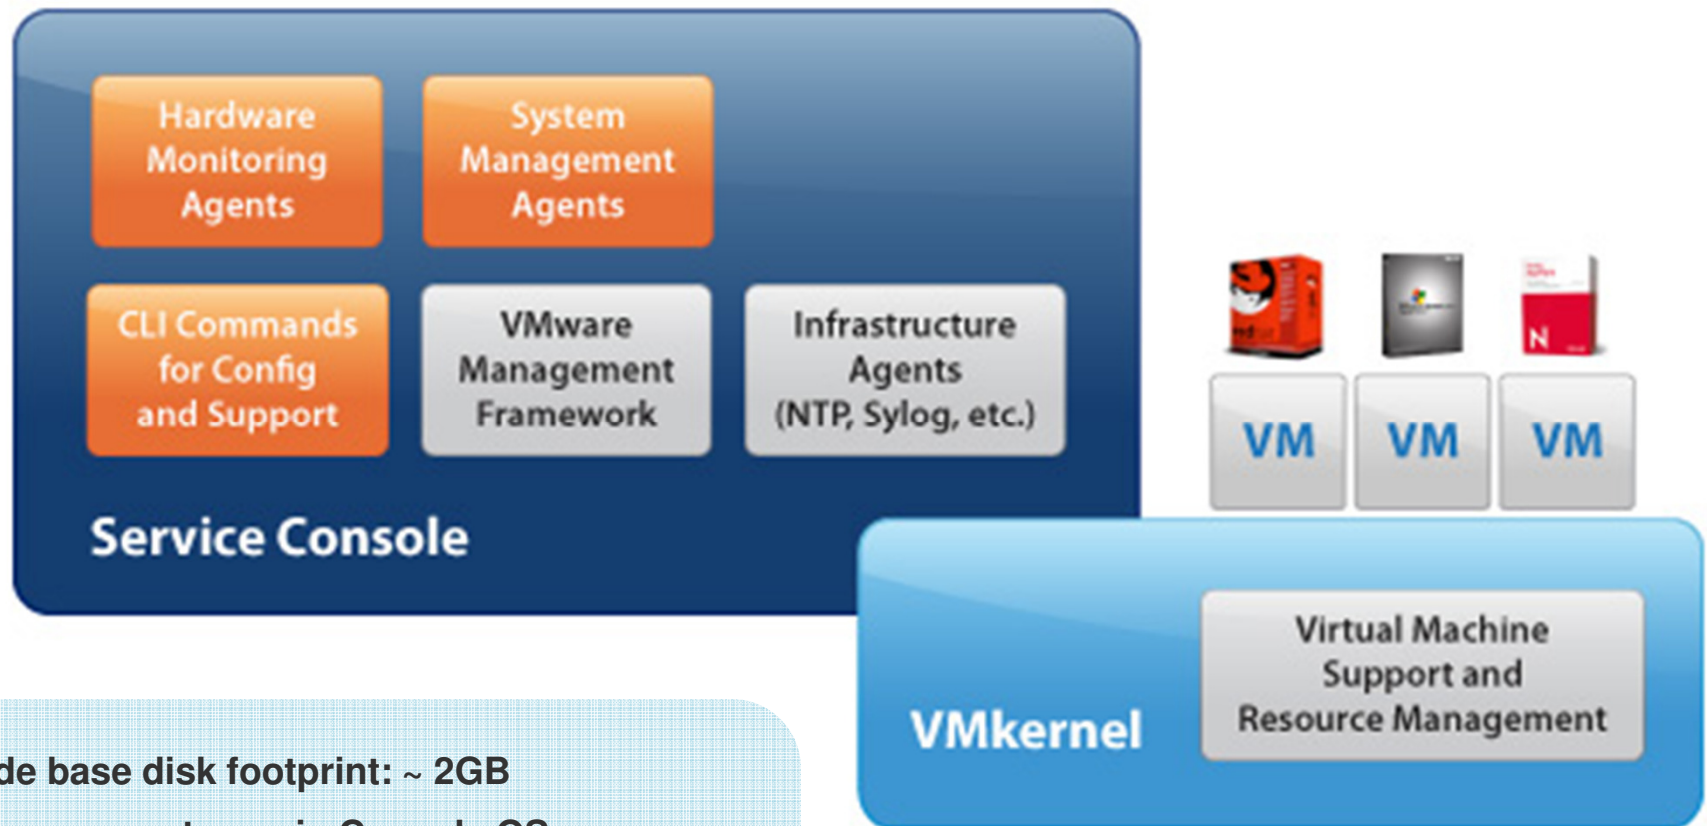 Hardware
Monitoring
Agents
System
Management
Agents
CLI Commands
for Config
and Support
VMware
Management
Framework
Infrastructure
Agents
(NTP, Sylog, etc.)
Service Console
N
VM
VM
VM
VMkernel
Virtual Machine
Support and
Resource Management
de base disk footprint: ~ 2GB